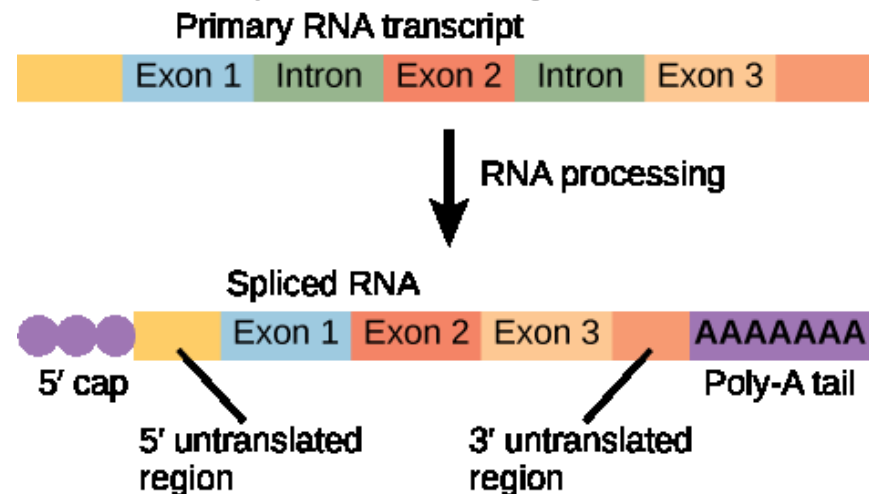 Primary RNA transcript
Exon 1 Intron Exon 2 Intron Exon 3
RNA processing
Spliced RNA
Exon 1 Exon 2 Exon 3 AAAAAAA
5′ cap Poly-A tail
5′ untranslated 3′ untranslated
region region